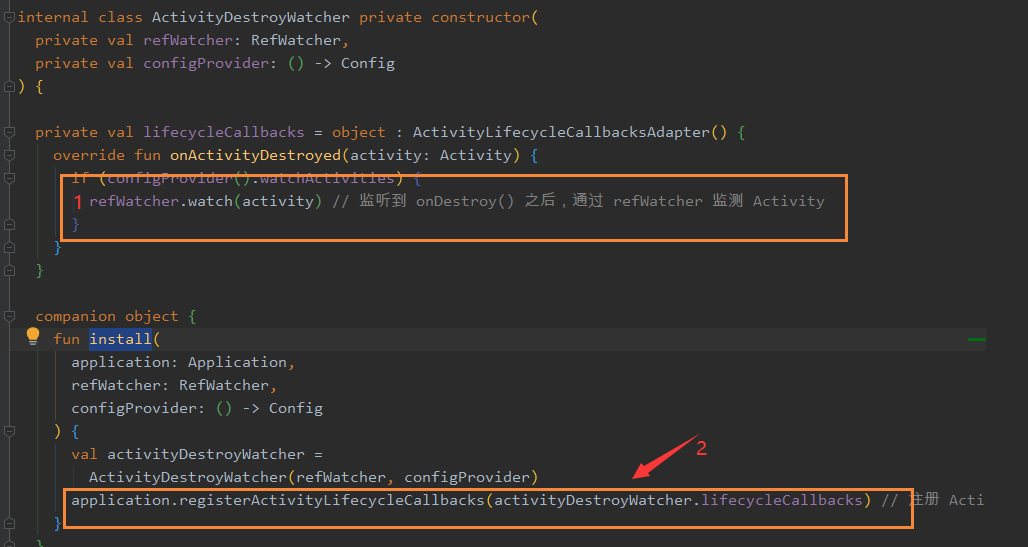 internal class ActivityDestroyWatcher private constructor(
private val refWatcher: RefWatcher,
private val configProvider: () -> Config
) {
private val lifecycleCallbacks = object : ActivityLifecycleCallbacksAdapter() {
override fun onActivityDestroyed(activity: Activity) {
if (configProvider().watchActivities) {
1 refWatcher.watch(activity) // 监听到 onDestroy() 之后，通过 refWatcher 监测 Activity
}
}
}
companion object {
fun install(
application: Application,
refWatcher: RefWatcher,
configProvider: () -> Config
) {
val activityDestroyWatcher =
2
ActivityDestroyWatcher(refWatcher, configProvider)
application.registerActivityLifecycleCallbacks(activityDestroyWatcher.lifecycleCallbacks) // 注册 Acti
}
}